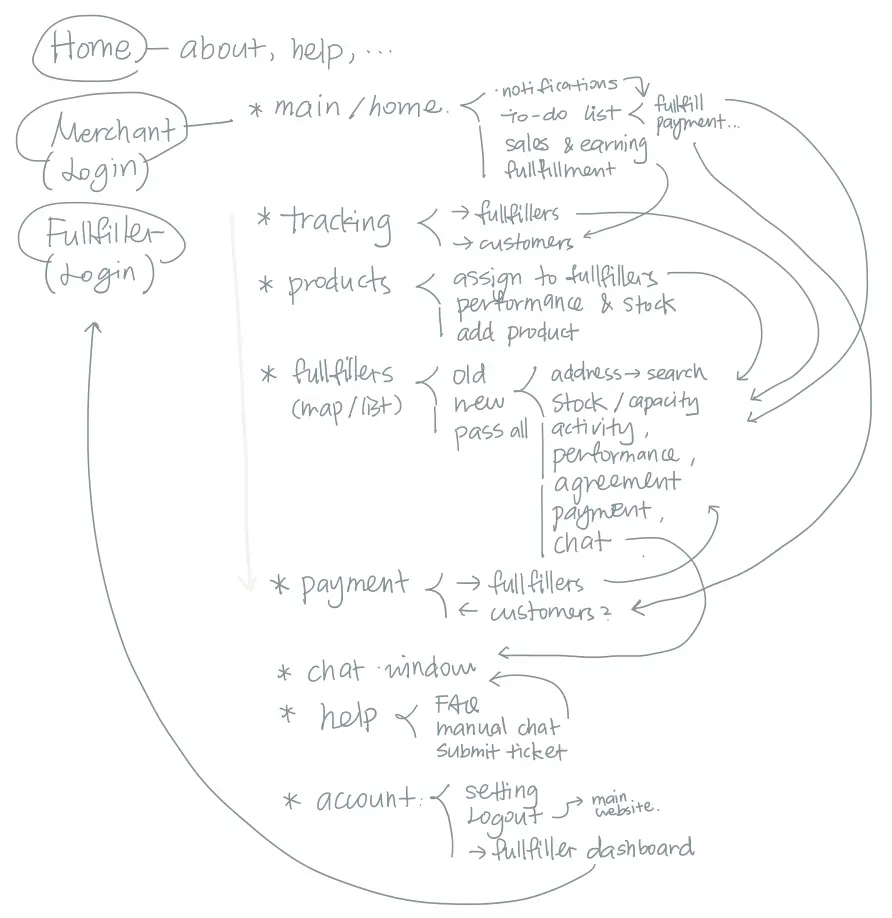 Home — about, help, ...
Merchant
(Login)
Fullfiller
(Login)
* main/home.
· notifications
to-do list
sales & earning
fullfillment
fulfill
payment...
* tracking
→ fullfillers
→ customers
* products
assign to fullfillers
performance & stock
add product
* fullfillers
(map/list)
old
new
pass all
address → search
stock / capacity
activity,
performance,
agreement
payment,
chat
* payment
→ fullfillers
← customers?
* chat window
* help
FAQ
manual chat
submit ticket
* account:
setting
Logout
main
website.
→ fullfiller dashboard